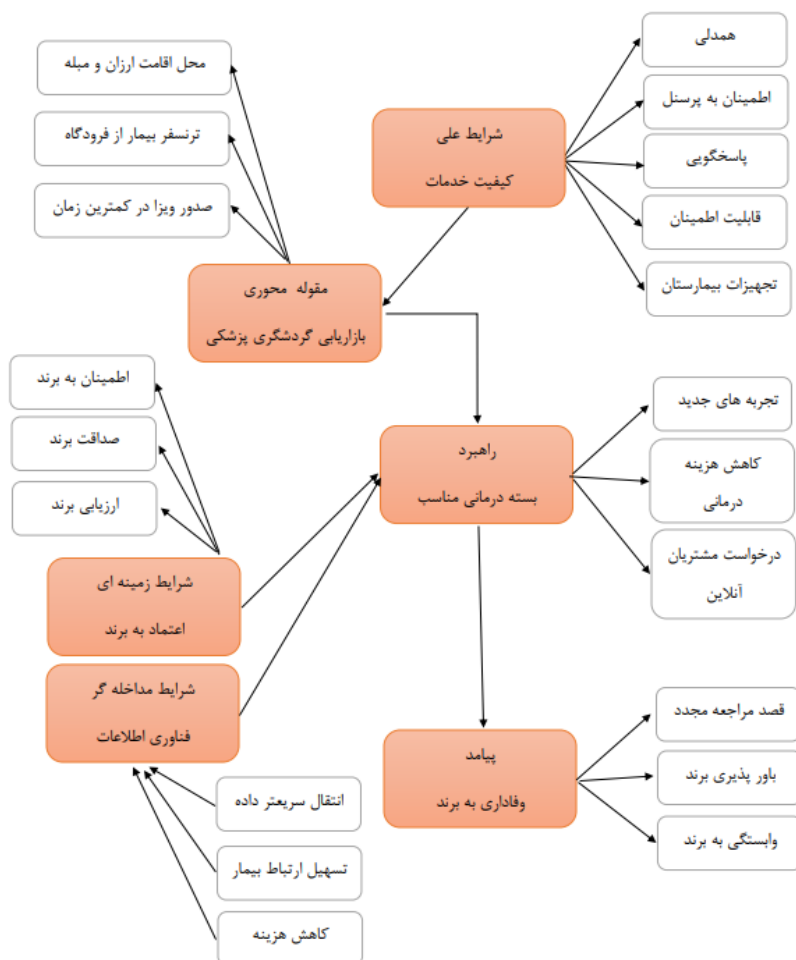 همدلی
اطمینان به پرسنل
پاسخگویی
قابلیت اطمینان
تجهیزات بیمارستان
شرایط علی
کیفیت خدمات
محل اقامت ارزان و مبله
ترنسفر بیمار از فرودگاه
صدور ویزا در کمترین زمان
مقوله محوری
بازاریابی گردشگری پزشکی
تجربه های جدید
کاهش هزینه
درمانی
درخواست مشتریان
آنلاین
راهبرد
بسته درمانی مناسب
اطمینان به برند
صداقت برند
ارزیابی برند
شرایط زمینه ای
اعتماد به برند
شرایط مداخله گر
فناوری اطلاعات
قصد مراجعه مجدد
باور پذیری برند
وابستگی به برند
پیامد
وفاداری به برند
انتقال سریعتر داده
تسهیل ارتباط بیمار
کاهش هزینه